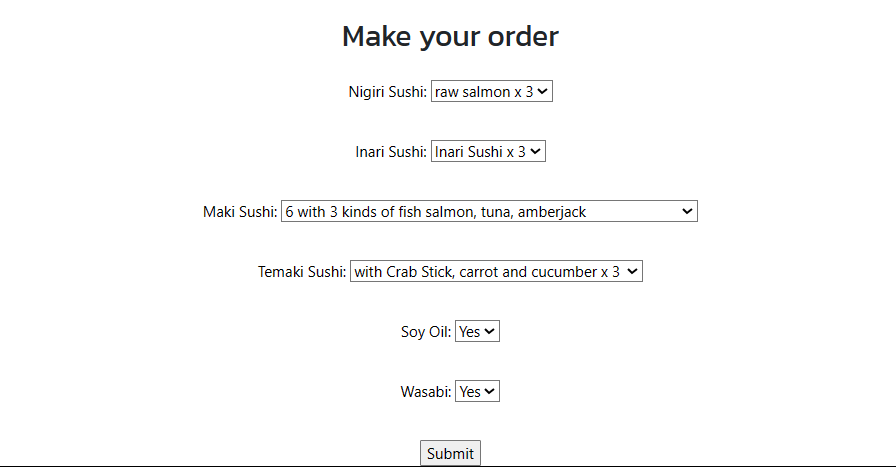 Make your order
Nigiri Sushi: raw salmon x 3
Inari Sushi: Inari Sushi x 3
Maki Sushi: 6 with 3 kinds of fish salmon, tuna, amberjack
Temaki Sushi: with Crab Stick, carrot and cucumber x 3
Soy Oil: Yes
Wasabi: Yes
Submit